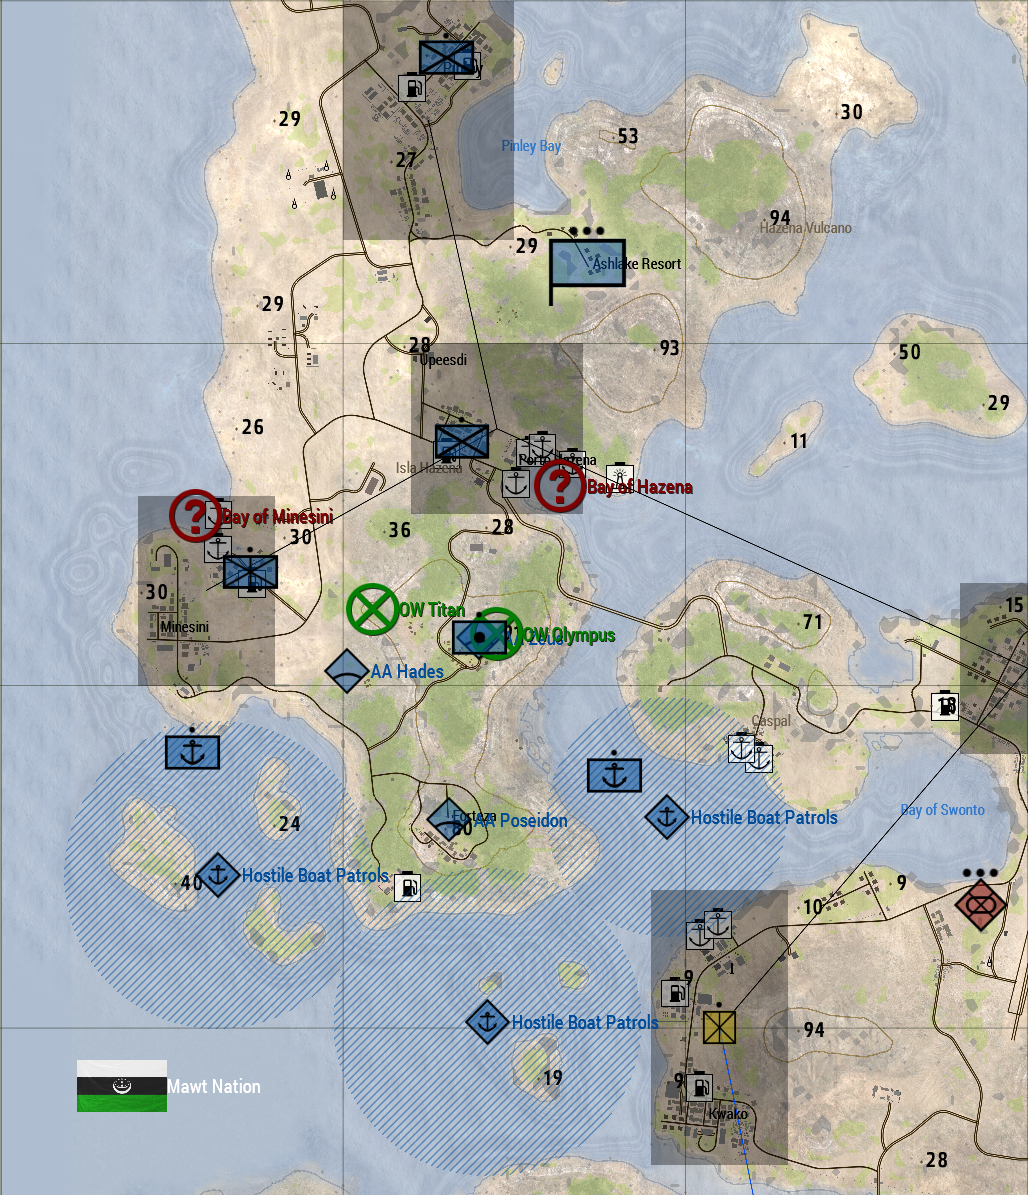 29
30
53
Pinley Bay
27
94
Hazena Vulcano
29
Ashlake Resort
29
28
93
Upeesdi
50
29
26
11
Porto Hazena
Isla Hazena
Bay of Hazena
Bay of Minesini
30
36
28
30
15
OW Titan
71
Minesini
OW Olympus
AA Hades
13
Caspal
24
Forteza
80
AA Poseidon
Hostile Boat Patrols
Bay of Swonto
40
Hostile Boat Patrols
9
10
9
Hostile Boat Patrols
94
19
9
Mawt Nation
Kwako
28